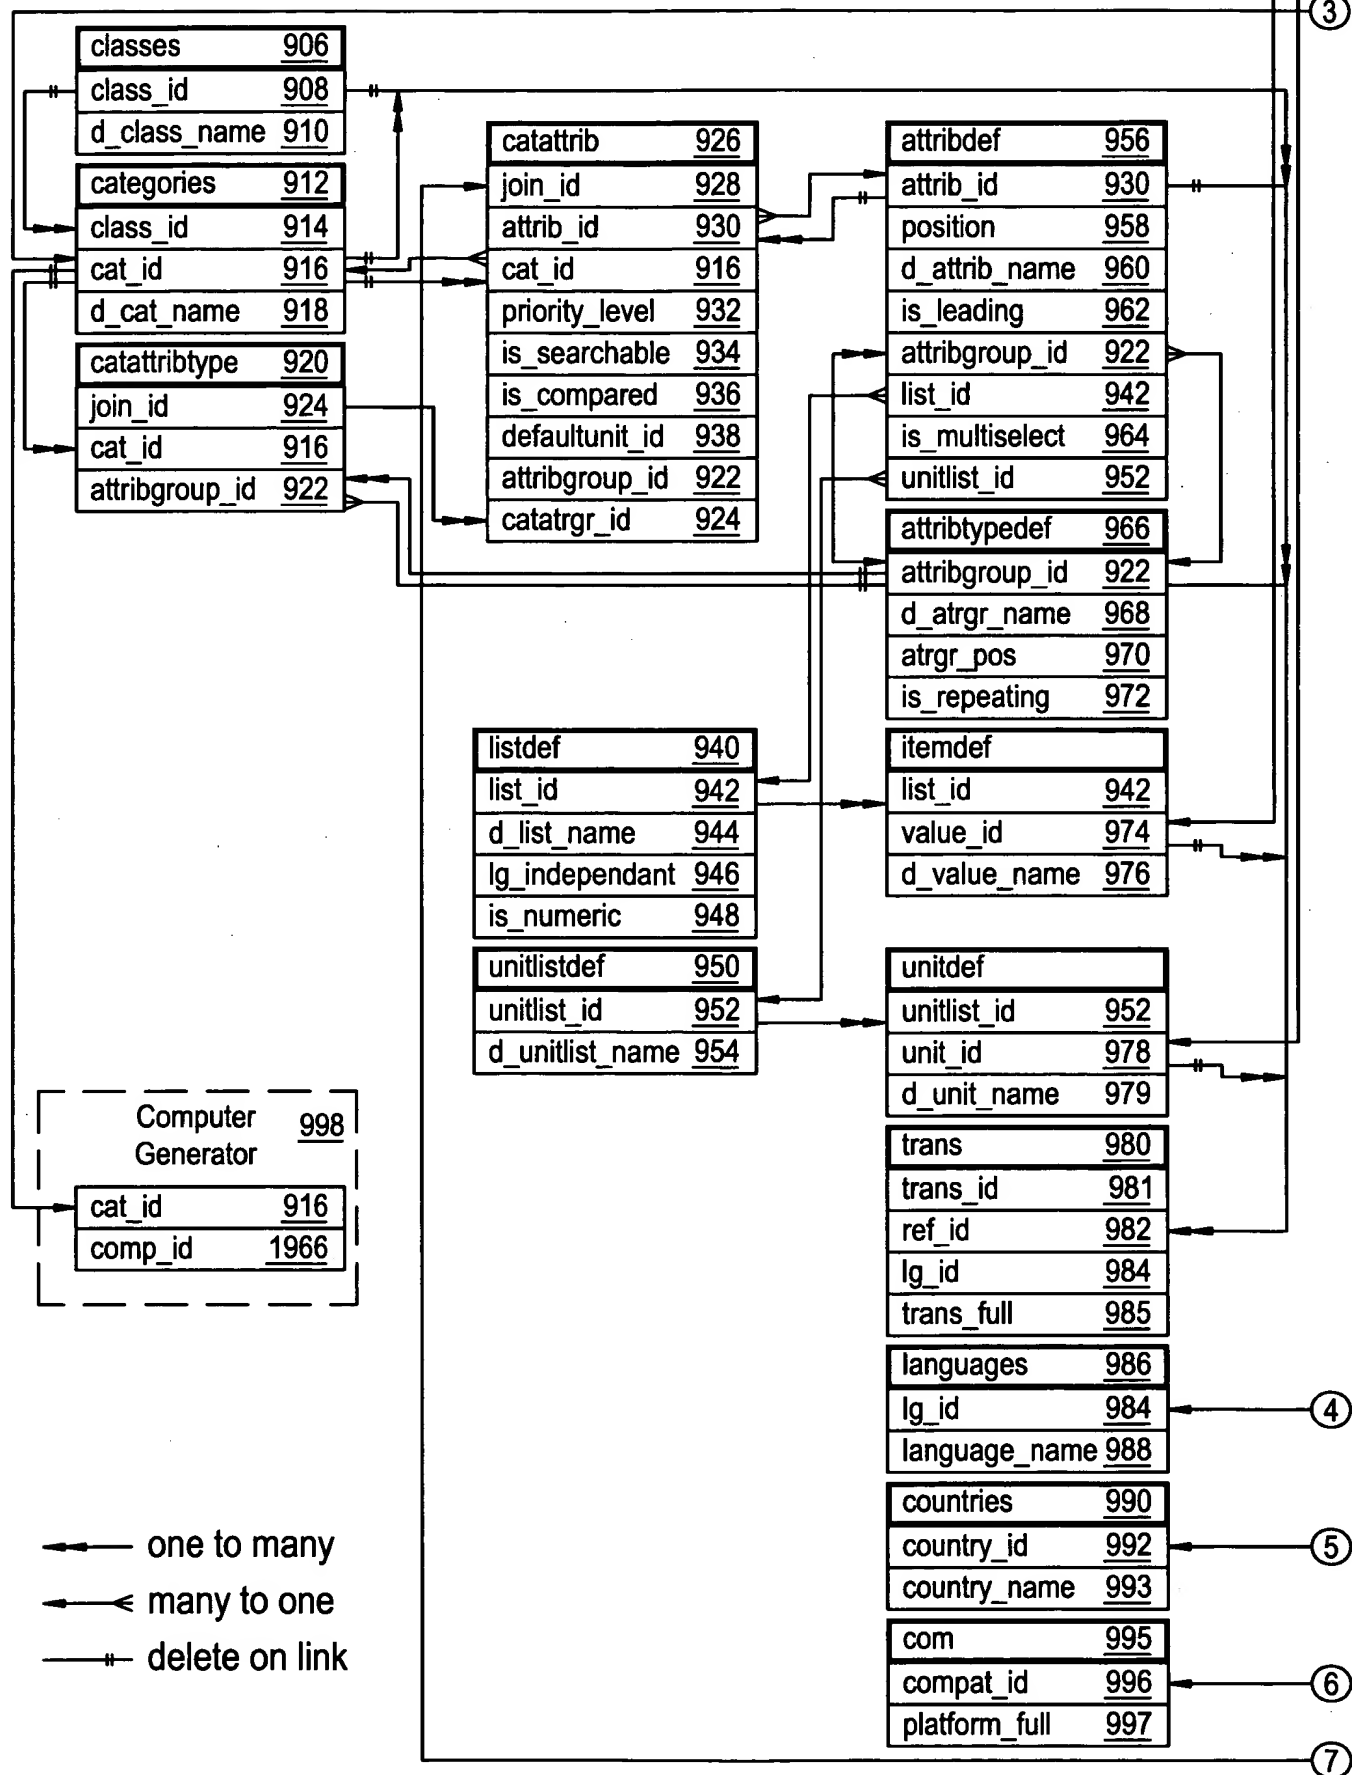 3
classes 906
class_id 908
d_class_name 910
categories 912
class_id 914
cat_id 916
d_cat_name 918
catattribtype 920
join_id 924
cat_id 916
attribgroup_id 922
catattrib 926
join_id 928
attrib_id 930
cat_id 916
priority_level 932
is_searchable 934
is_compared 936
defaultunit_id 938
attribgroup_id 922
catatrgr_id 924
attribdef 956
attrib_id 930
position 958
d_attrib_name 960
is_leading 962
attribgroup_id 922
list_id 942
is_multiselect 964
unitlist_id 952
attribtypedef 966
attribgroup_id 922
d_atrgr_name 968
atrgr_pos 970
is_repeating 972
listdef 940
list_id 942
d_list_name 944
lg_independant 946
is_numeric 948
unitlistdef 950
unitlist_id 952
d_unitlist_name 954
itemdef
list_id 942
value_id 974
d_value_name 976
unitdef
unitlist_id 952
unit_id 978
d_unit_name 979
Computer
Generator 998
cat_id 916
comp_id 1966
trans 980
trans_id 981
ref_id 982
lg_id 984
trans_full 985
languages 986
lg_id 984
language_name 988
4
countries 990
country_id 992
country_name 993
5
com 995
compat_id 996
platform_full 997
6
7
one to many
many to one
delete on link